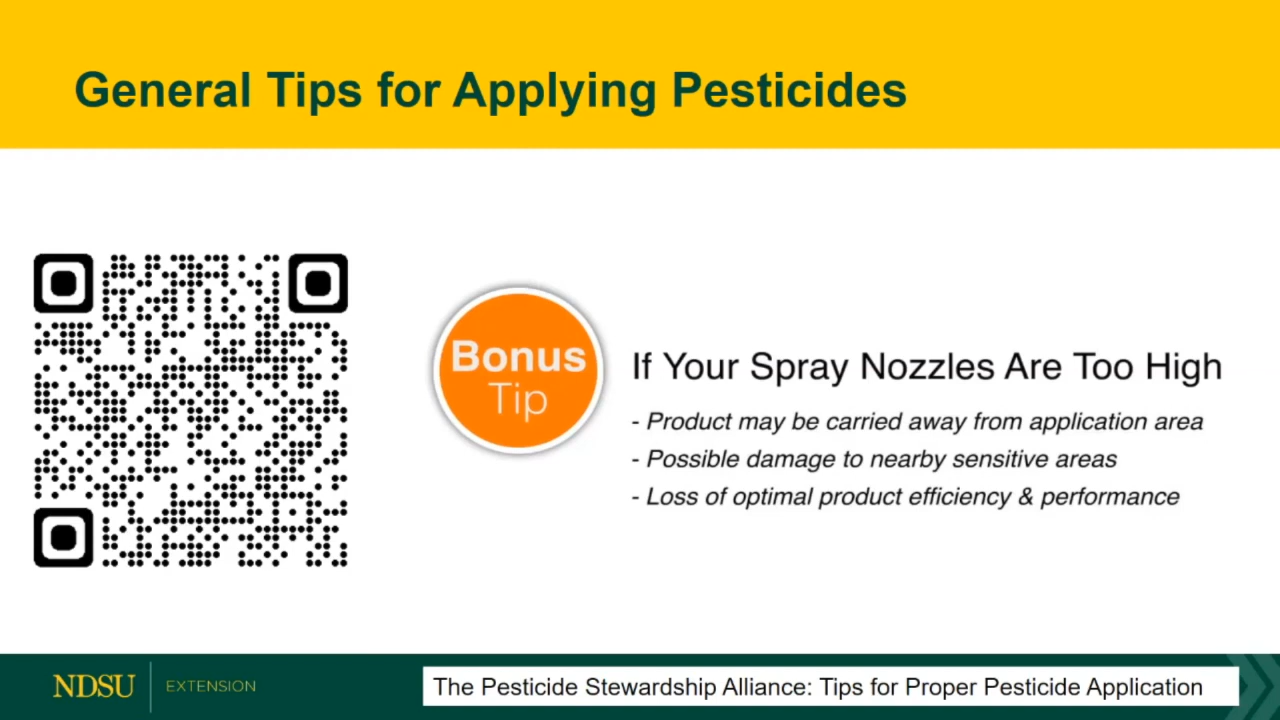 General Tips for Applying Pesticides
Bonus
Tip
If Your Spray Nozzles Are Too High
- Product may be carried away from application area
- Possible damage to nearby sensitive areas
- Loss of optimal product efficiency & performance
NDSU
EXTENSION
The Pesticide Stewardship Alliance: Tips for Proper Pesticide Application